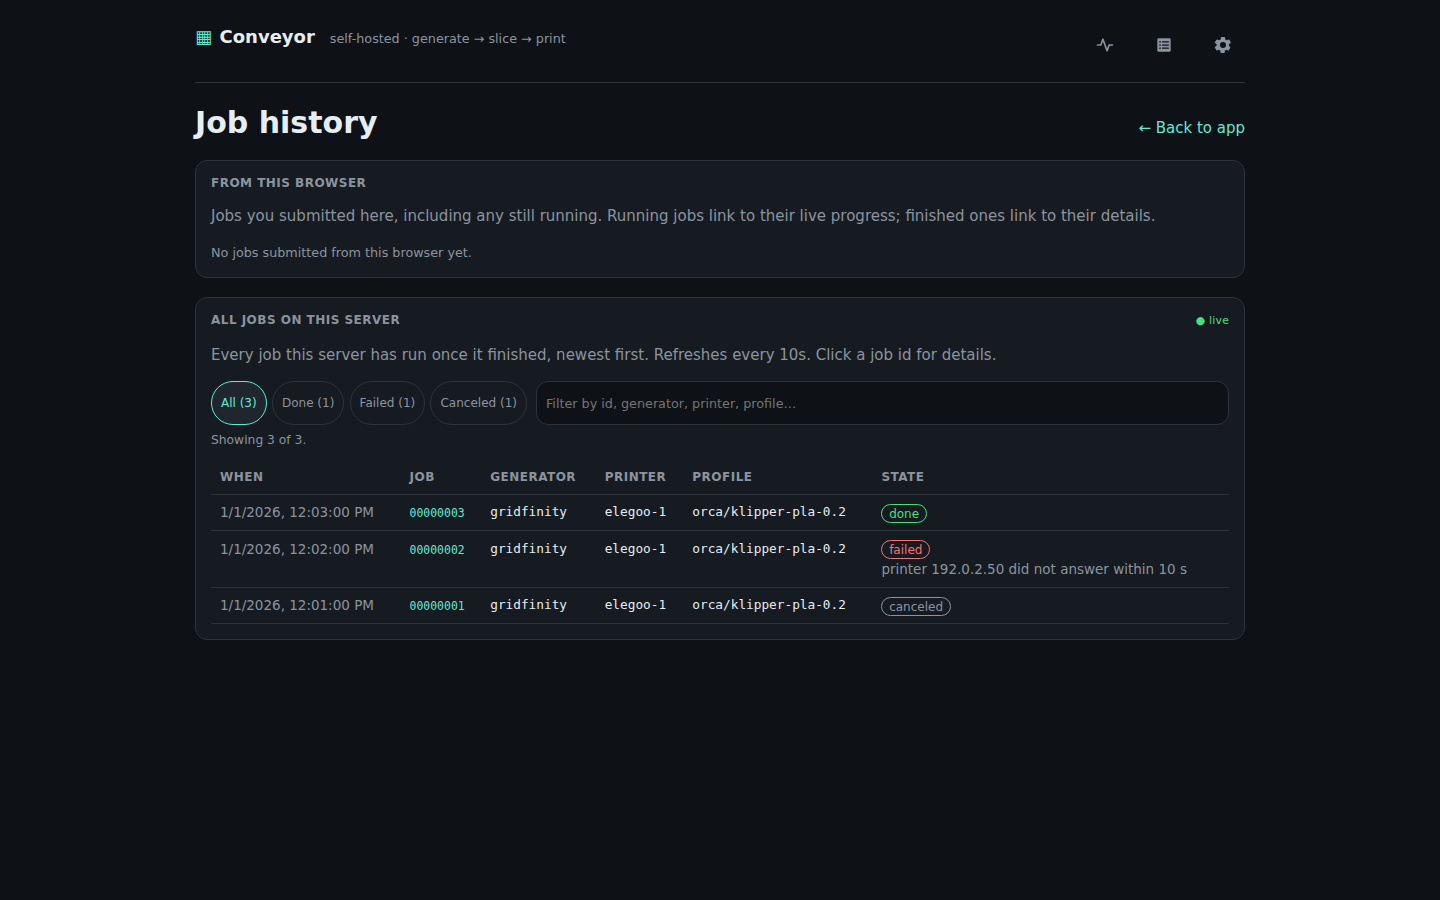 Conveyor self-hosted · generate → slice → print
Job history
← Back to app
FROM THIS BROWSER
Jobs you submitted here, including any still running. Running jobs link to their live progress; finished ones link to their details.
No jobs submitted from this browser yet.
ALL JOBS ON THIS SERVER
● live
Every job this server has run once it finished, newest first. Refreshes every 10s. Click a job id for details.
All (3) Done (1) Failed (1) Canceled (1) Filter by id, generator, printer, profile…
Showing 3 of 3.
WHEN JOB GENERATOR PRINTER PROFILE STATE
1/1/2026, 12:03:00 PM 00000003 gridfinity elegoo-1 orca/klipper-pla-0.2 done
1/1/2026, 12:02:00 PM 00000002 gridfinity elegoo-1 orca/klipper-pla-0.2 failed
printer 192.0.2.50 did not answer within 10 s
1/1/2026, 12:01:00 PM 00000001 gridfinity elegoo-1 orca/klipper-pla-0.2 canceled